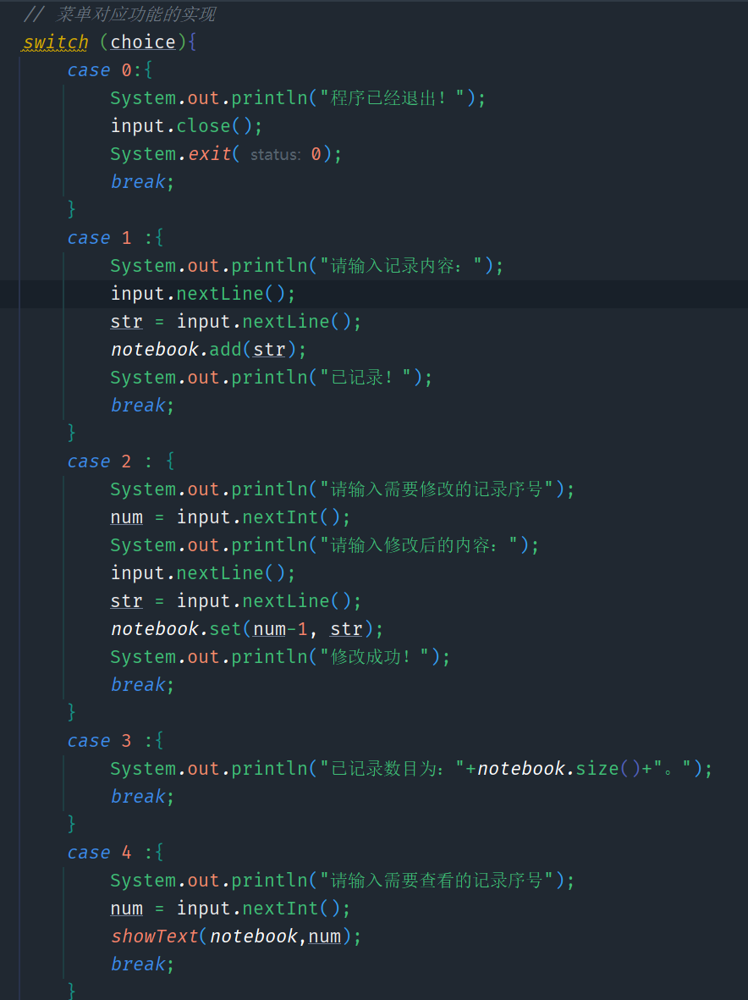 // 菜单对应功能的实现
switch (choice){
case 0:{
System.out.println("程序已经退出！");
input.close();
System.exit( status: 0);
break;
}
case 1 :{
System.out.println("请输入记录内容：");
input.nextLine();
str = input.nextLine();
notebook.add(str);
System.out.println("已记录！");
break;
}
case 2 : {
System.out.println("请输入需要修改的记录序号");
num = input.nextInt();
System.out.println("请输入修改后的内容：");
input.nextLine();
str = input.nextLine();
notebook.set(num-1, str);
System.out.println("修改成功！");
break;
}
case 3 :{
System.out.println("已记录数目为："+notebook.size()+"。");
break;
}
case 4 :{
System.out.println("请输入需要查看的记录序号");
num = input.nextInt();
showText(notebook,num);
break;
}